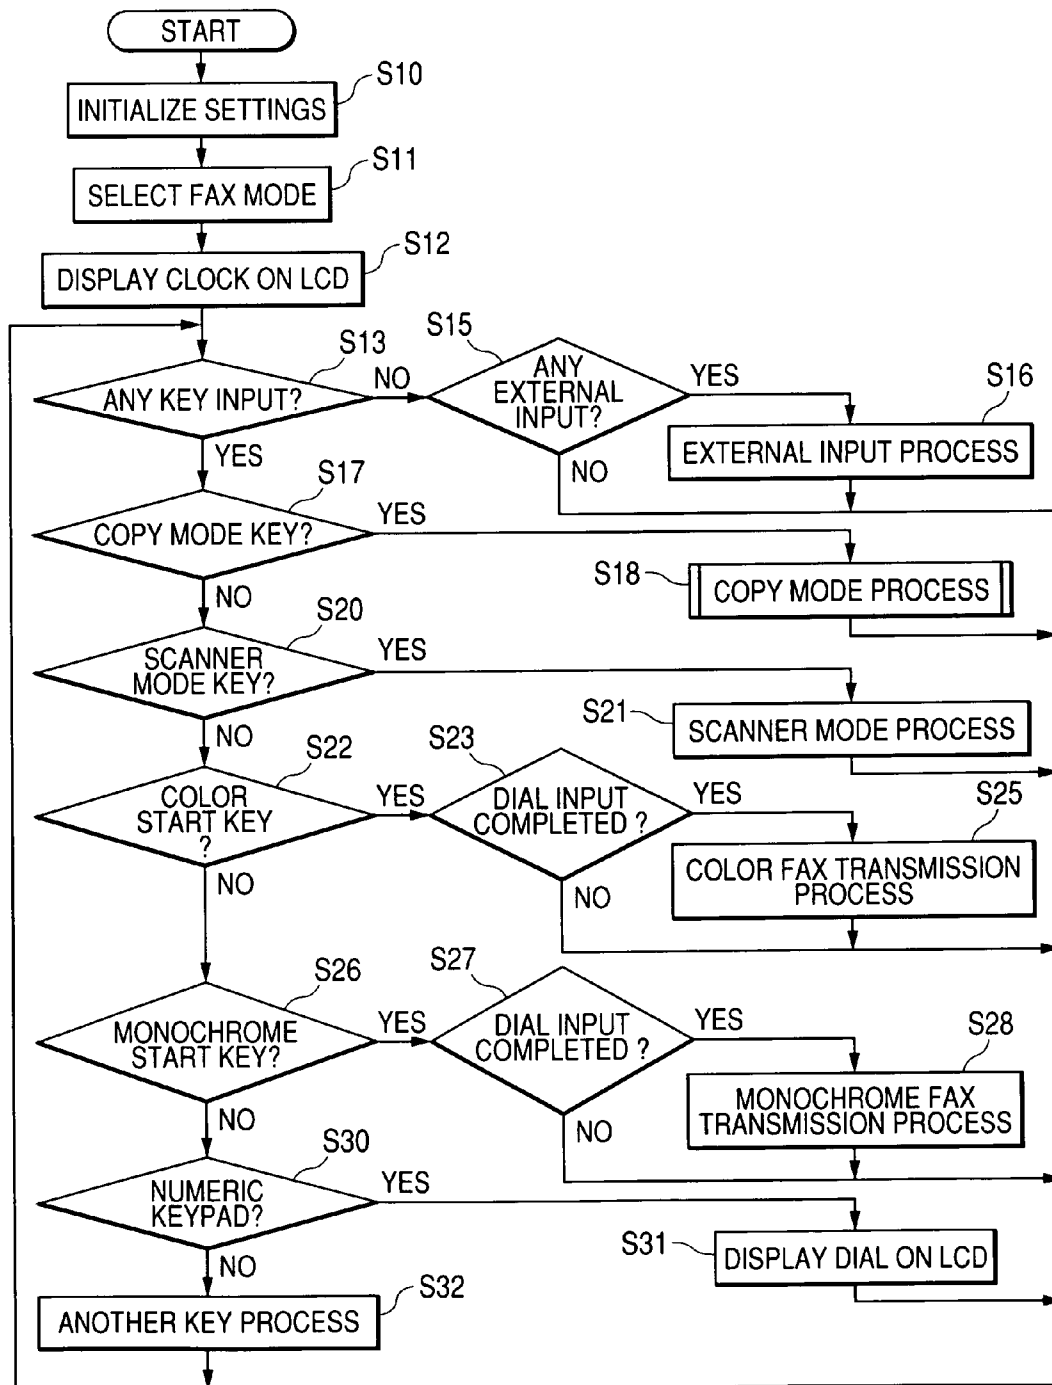 START
S10
INITIALIZE SETTINGS
S11
SELECT FAX MODE
S12
DISPLAY CLOCK ON LCD
S13
ANY KEY INPUT?
NO
YES
S15
ANY
EXTERNAL
INPUT?
YES
NO
S16
EXTERNAL INPUT PROCESS
S17
COPY MODE KEY?
YES
NO
S18
COPY MODE PROCESS
S20
SCANNER
MODE KEY?
YES
NO
S21
SCANNER MODE PROCESS
S22
COLOR
START KEY
?
YES
NO
S23
DIAL INPUT
COMPLETED ?
YES
NO
S25
COLOR FAX TRANSMISSION
PROCESS
S26
MONOCHROME
START KEY?
YES
NO
S27
DIAL INPUT
COMPLETED ?
YES
NO
S28
MONOCHROME FAX
TRANSMISSION PROCESS
S30
NUMERIC
KEYPAD?
YES
NO
S31
DISPLAY DIAL ON LCD
S32
ANOTHER KEY PROCESS